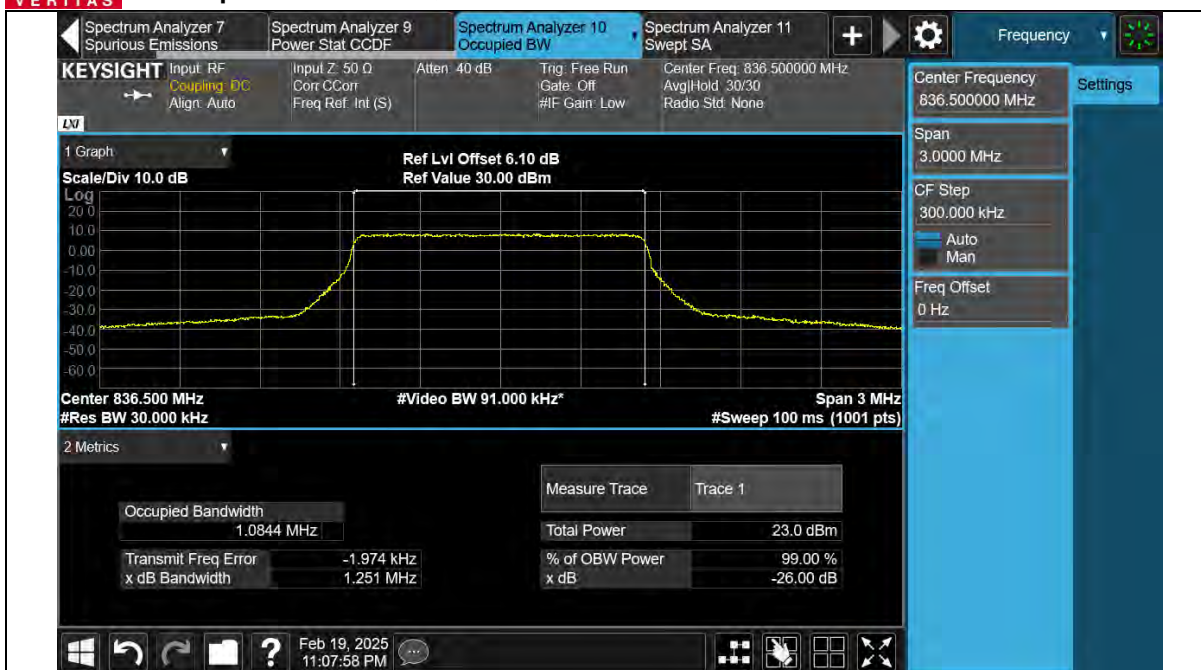 VERITAS
Spectrum Analyzer 7
Spurious Emissions
Spectrum Analyzer 9
Power Stat CCDF
Spectrum Analyzer 10
Occupied BW
Spectrum Analyzer 11
Swept SA
+
Frequency
KEYSIGHT
Input: RF
Coupling: DC
Align: Auto
Input Z: 50 Ω
Corr CCorr
Freq Ref: Int (S)
Atten: 40 dB
Trig: Free Run
Gate: Off
#IF Gain: Low
Center Freq: 836.500000 MHz
Avg|Hold: 30/30
Radio Std: None
LXI
Center Frequency
836.500000 MHz
Settings
Span
3.0000 MHz
CF Step
300.000 kHz
Auto
Man
Freq Offset
0 Hz
1 Graph
Scale/Div 10.0 dB
Ref Lvl Offset 6.10 dB
Ref Value 30.00 dBm
Log
20.0
10.0
0.00
-10.0
-20.0
-30.0
-40.0
-50.0
-60.0
Center 836.500 MHz
#Video BW 91.000 kHz*
Span 3 MHz
#Res BW 30.000 kHz
#Sweep 100 ms (1001 pts)
2 Metrics
Measure Trace
Trace 1
Occupied Bandwidth
1.0844 MHz
Total Power
23.0 dBm
Transmit Freq Error
-1.974 kHz
% of OBW Power
99.00 %
x dB Bandwidth
1.251 MHz
x dB
-26.00 dB
?
Feb 19, 2025
11:07:58 PM